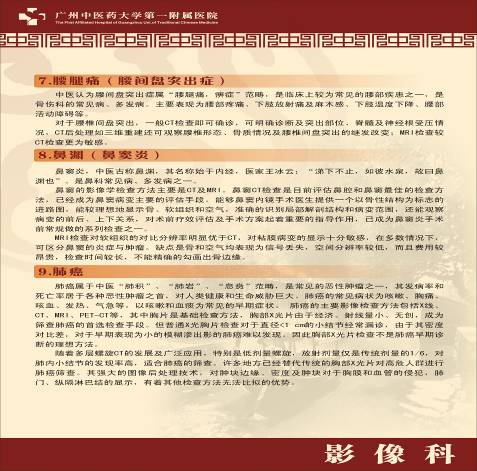 广州中医药大学第一附属医院
The First Affiliated Hospital of Guangzhou Uni.of Traditional Chinese Medicine
7.腰腿痛（腰间盘突出症）
中医认为腰间盘突出症属“腰腿痛，痹症”范畴，是临床上较为常见的腰部疾患之一，是
骨伤科的常见病、多发病。主要表现为腰部疼痛、下肢放射痛及麻木感、下肢温度下降、腰部
活动障碍等。
对于腰椎间盘突出，一般CT检查即可确诊，可明确诊断及突出部位，脊髓及神经根受压情
况，CT后处理如三维重建还可观察腰椎形态、骨质情况及腰椎间盘突出的继发改变；MRI检查较
CT检查更为敏感。
8.鼻渊（鼻窦炎）
鼻窦炎，中医古称鼻渊，其名称始于内经，医家王冰云：“涕下不止，如彼水泉，故曰鼻
渊也”，是鼻科常见病、多发病之一。
鼻窦的影像学检查方法主要是CT及MRI。鼻窦CT检查是目前评估鼻腔和鼻窦最佳的检查方
法，已经成为鼻窦病变主要的评估手段，能够鼻窦内镜手术医生提供一个以骨性结构为标志的
进路图，能较理想地显示骨、软组织和空气，准确的识别局部解剖结构和病变范围，还能观察
病变的前后、上下关系，对术前疗效评估及手术方案起着重要的指导作用，已成为鼻窦炎手术
前常规做的系列检查之一。
MRI检查对软组织的对比分辨率明显优于CT，对粘膜病变的显示十分敏感，在多数情况下，
可区分鼻窦的炎症与肿瘤。缺点是骨和空气均表现为信号丢失，空间分辨率较低，而且费用较
昂贵，检查时间较长，不能精确的勾画出骨边缘。
9.肺癌
肺癌属于中医“肺积”、“肺岩”、“息贲”范畴，是常见的恶性肿瘤之一，其发病率和
死亡率居于各种恶性肿瘤之首，对人类健康和生命威胁巨大。肺癌的常见病状为咳嗽、胸痛、
咳血、发热、气急等，以咳嗽和血痰为常见的早期症状。 肺癌的主要影像检查方法包括X线、
CT、MRI、PET-CT等，其中胸片是基础检查方法，胸部X光片由于经济、射线量小、无创，成为
筛查肺癌的首选检查手段。但普通X光胸片检查对于直径<1 cm的小结节经常漏诊，由于其密度
对比差，对于早期表现为小的模糊渗出影的肺癌难以发现。因此胸部X光片检查不是肺癌早期诊
断的理想方法。
随着多层螺旋CT的发展及广泛应用，特别是低剂量螺旋，放射剂量仅是传统剂量的1/6，对
肺内小结节的发现率高，适合肺癌的筛查。许多地方已经替代传统的胸部X光片对高危人群进行
肺癌筛查。其强大的图像后处理技术，对肿块边缘、密度及肿块对于胸膜和血管的侵犯，肺
门、纵隔淋巴结的显示，有着其他检查方法无法比拟的优势。
影像科